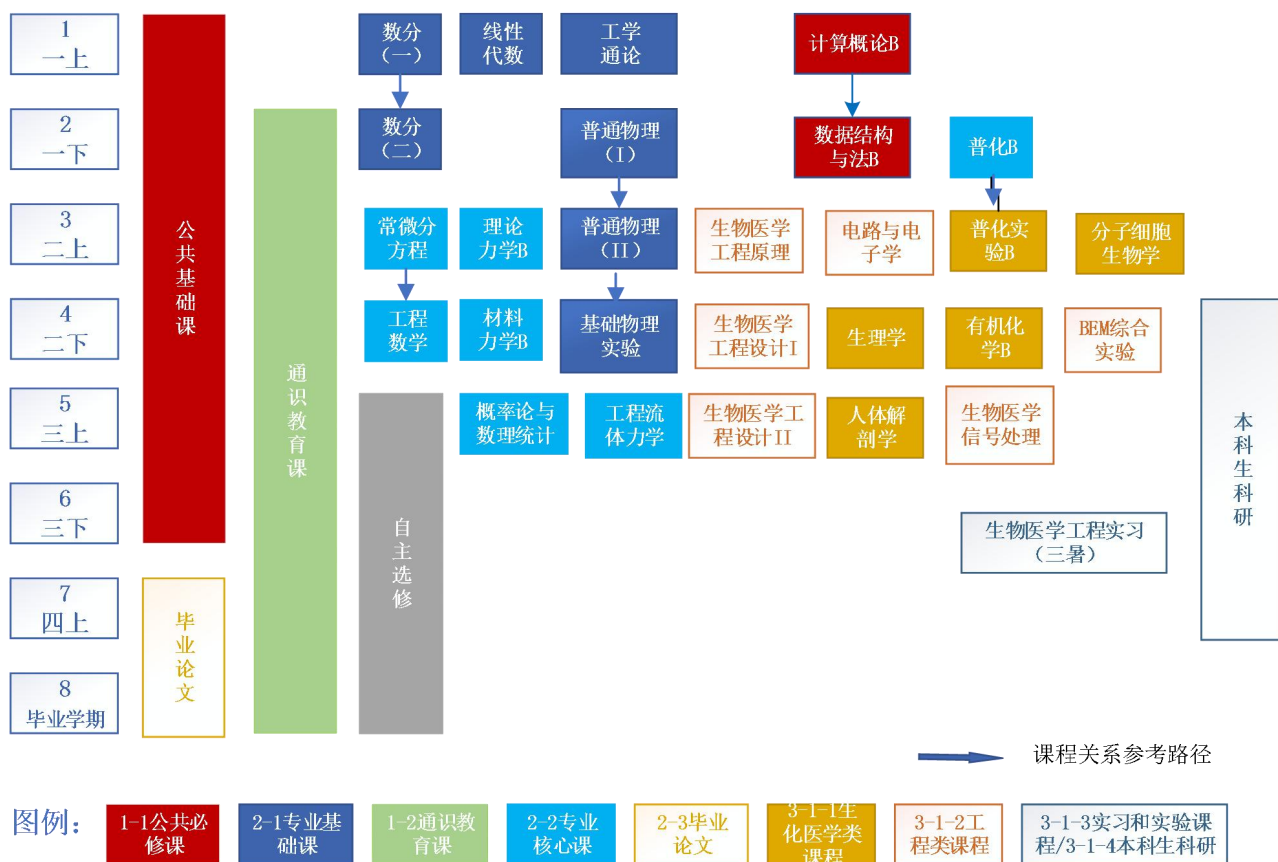 1
一上
数分
（一）
线性
代数
工学
通论
计算概论B
2
一下
数分
（二）
普通物理
（I）
数据结构
与法B
普化B
3
二上
常微分
方程
理论
力学B
普通物理
（II）
生物医学
工程原理
电路与电
子学
普化实
验B
分子细胞
生物学
4
二下
工程
数学
材料
力学B
基础物理
实验
生物医学
工程设计I
生理学
有机化
学B
BEM综合
实验
5
三上
概率论与
数理统计
工程流
体力学
生物医学工
程设计II
人体解
剖学
生物医学
信号处理
6
三下
生物医学工程实习
（三暑）
7
四上
8
毕业学期
公共基础课
毕业论文
通识教育课
自主选修
本科生科研
课程关系参考路径
图例：
1-1公共必
修课
2-1专业基
础课
1-2通识教
育课
2-2专业
核心课
2-3毕业
论文
3-1-1生
化医学类
课程
3-1-2工
程类课程
3-1-3实习和实验课
程/3-1-4本科生科研